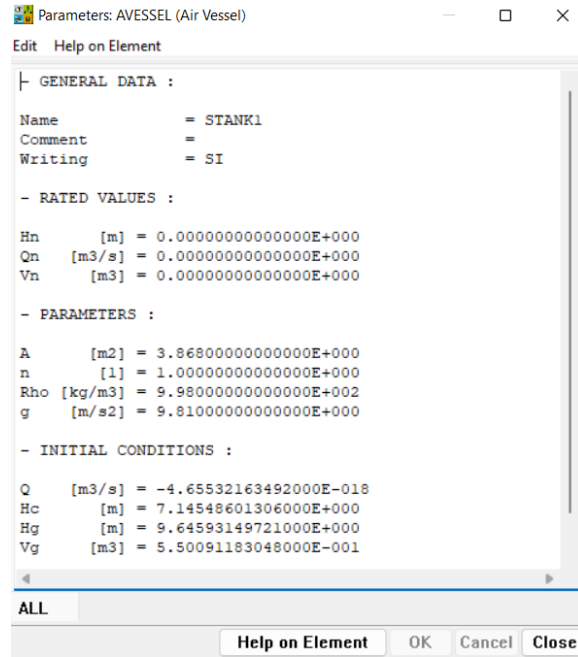 Parameters: AVESSEL (Air Vessel)
Edit Help on Element
- GENERAL DATA :
Name = STANK1
Comment =
Writing = SI
- RATED VALUES :
Hn [m] = 0.00000000000000E+000
Qn [m3/s] = 0.00000000000000E+000
Vn [m3] = 0.00000000000000E+000
- PARAMETERS :
A [m2] = 3.86800000000000E+000
n [1] = 1.00000000000000E+000
Rho [kg/m3] = 9.98000000000000E+002
g [m/s2] = 9.81000000000000E+000
- INITIAL CONDITIONS :
Q [m3/s] = -4.65532163492000E-018
Hc [m] = 7.14548601306000E+000
Hg [m] = 9.64593149721000E+000
Vg [m3] = 5.50091183048000E-001
ALL
Help on Element OK Cancel Close